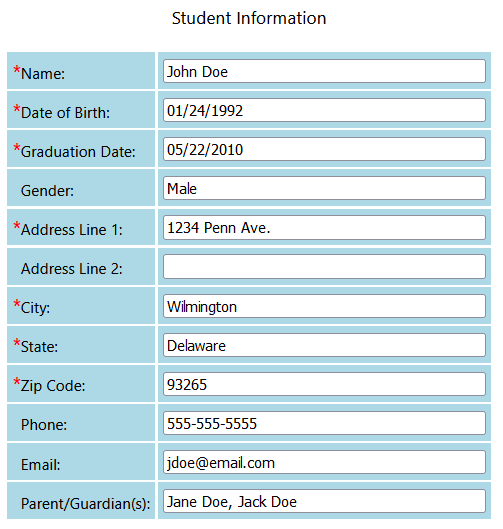 Student Information
*Name: John Doe
*Date of Birth: 01/24/1992
*Graduation Date: 05/22/2010
Gender: Male
*Address Line 1: 1234 Penn Ave.
Address Line 2:
*City: Wilmington
*State: Delaware
*Zip Code: 93265
Phone: 555-555-5555
Email: jdoe@email.com
Parent/Guardian(s): Jane Doe, Jack Doe